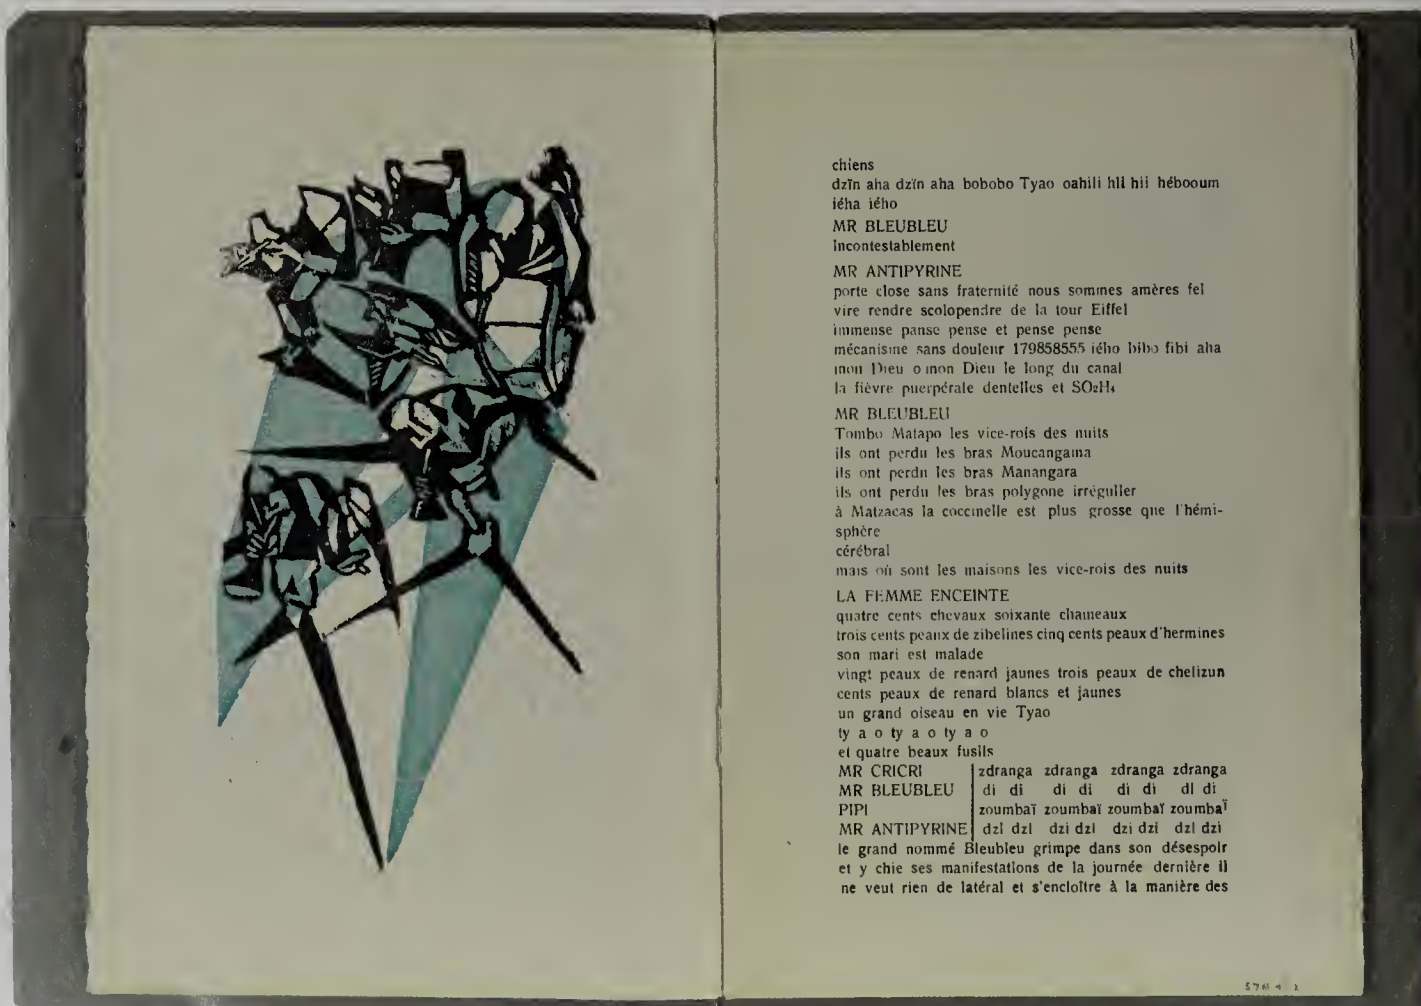 chiens
dzïn aha dzïn aha bobobo Tyao oahili hii hii hébooum
iéha iého
MR BLEUBLEU
Incontestablement
MR ANTIPYRINE
porte close sans fraternité nous sommes amères fel
vire rendre scolopendre de la tour Eiffel
immense panse pense et pense pense
mécanisme sans douleur 179858555 iého bibo fibi aha
mon Dieu o mon Dieu le long du canal
la fièvre puerpérale dentelles et SO₂H₄
MR BLEUBLEU
Tombo Matapo les vice-rois des nuits
ils ont perdu les bras Moucangama
ils ont perdu les bras Manangara
ils ont perdu les bras polygone irrégulier
à Matzacas la coccinelle est plus grosse que l'hémi-
sphère
cérébral
mais où sont les maisons les vice-rois des nuits
LA FEMME ENCEINTE
quatre cents chevaux soixante chameaux
trois cents peaux de zibelines cinq cents peaux d'hermines
son mari est malade
vingt peaux de renard jaunes trois peaux de chelizun
cents peaux de renard blancs et jaunes
un grand oiseau en vie Tyao
ty a o ty a o ty a o
et quatre beaux fusils
MR CRICRI zdranga zdranga zdranga zdranga
MR BLEUBLEU di di di di di di di di
PIPI zoumbaï zoumbaï zoumbaï zoumbaï
MR ANTIPYRINE dzi dzi dzi dzi dzi dzi dzi dzi
le grand nommé Bleubleu grimpe dans son désespoir
et y chie ses manifestations de la journée dernière il
ne veut rien de latéral et s'encloître à la manière des